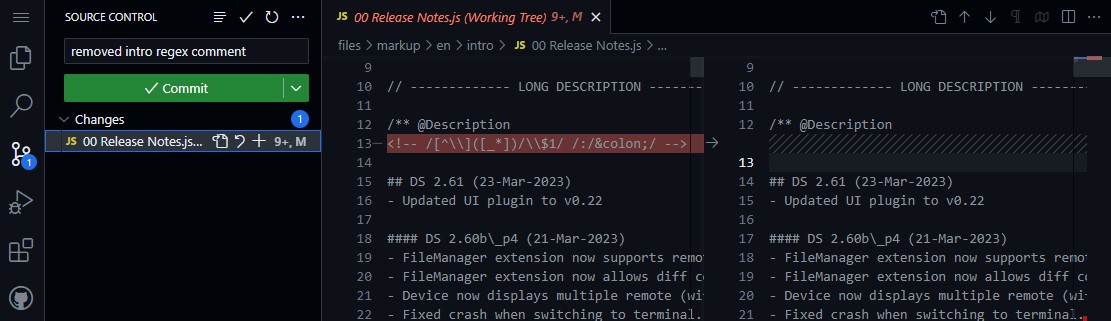 SOURCE CONTROL
removed intro regex comment
Commit
Changes
1
JS 00 Release Notes.js... 9+, M
1
JS 00 Release Notes.js (Working Tree) 9+, M
files > markup > en > intro > JS 00 Release Notes.js > ...
9
10 // ------------- LONG DESCRIPTION -------
11
12 /** @Description
13 <!-- /[^\\]([_*])/\\$1/ /:/&colon;/ -->
14
15 ## DS 2.61 (23-Mar-2023)
16 - Updated UI plugin to v0.22
17
18 #### DS 2.60b\_p4 (21-Mar-2023)
19 - FileManager extension now supports remo
20 - FileManager extension now allows diff c
21 - Device now displays multiple remote (wi
22 - Fixed crash when switching to terminal.
9
10 // ------------- LONG DESCRIPTION -------
11
12 /** @Description
13
14 ## DS 2.61 (23-Mar-2023)
15 - Updated UI plugin to v0.22
16
17 #### DS 2.60b\_p4 (21-Mar-2023)
18 - FileManager extension now supports remot
19 - FileManager extension now allows diff co
20 - Device now displays multiple remote (wit
21 - Fixed crash when switching to terminal.